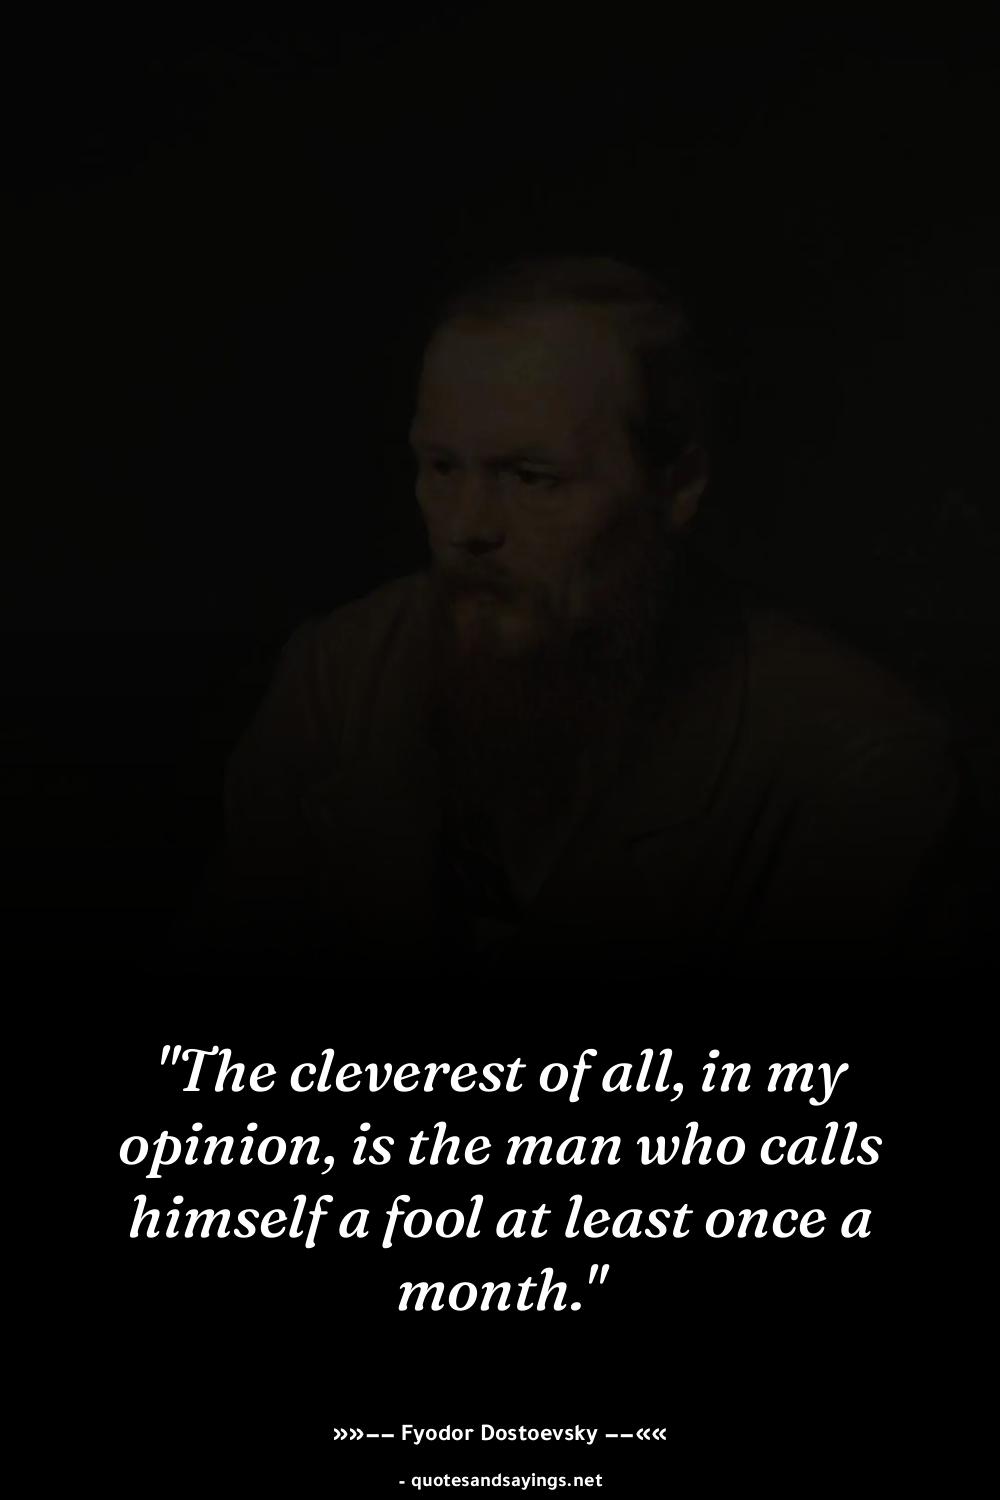 "The cleverest of all, in my
opinion, is the man who calls
himself a fool at least once a
month."
»»−− Fyodor Dostoevsky −−««
- quotesandsayings.net